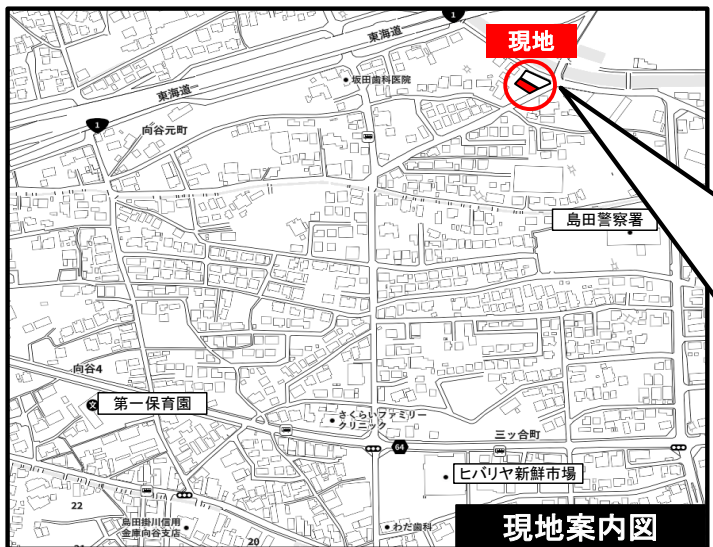 1
東海道
現地
坂田歯科医院
東海道
1
向谷元町
島田警察署
向谷4
第一保育園
文
さくらいファミリー
クリニック
三ッ合町
64
ヒバリヤ新鮮市場
22
島田掛川信用
金庫向谷支店
わだ歯科
20
21
現地案内図